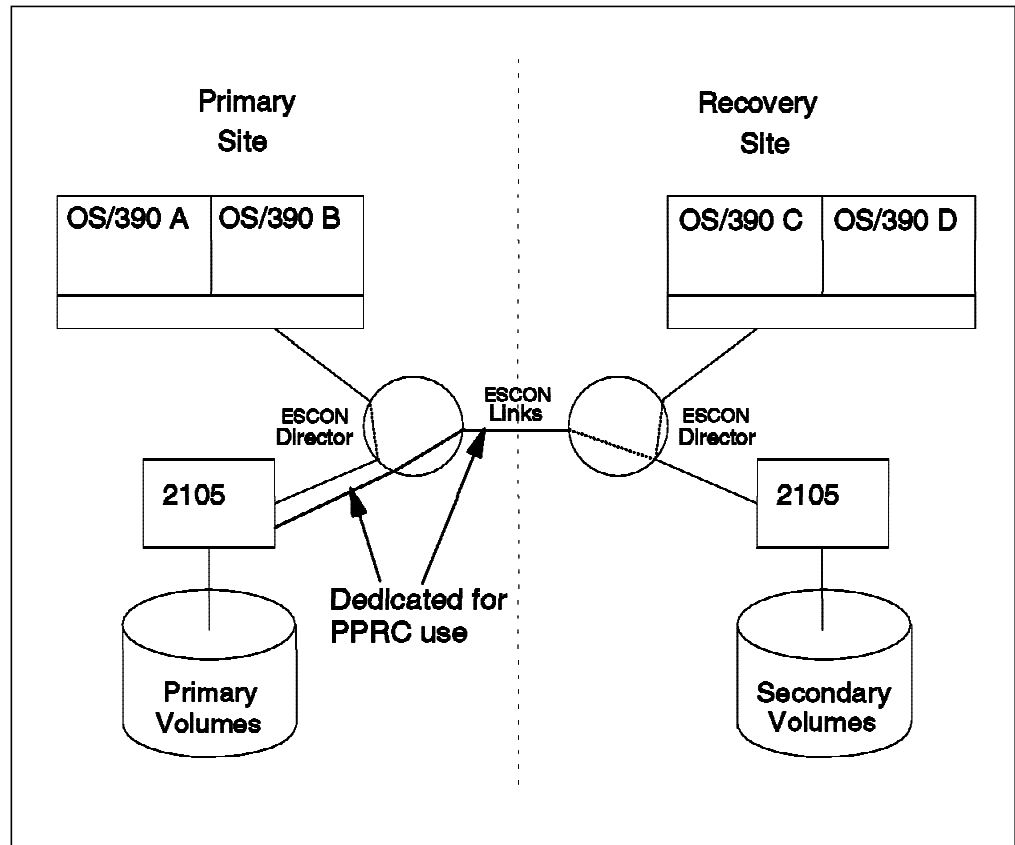 Primary
Site
Recovery
Site
OS/390 A
OS/390 B
OS/390 C
OS/390 D
ESCON
Director
ESCON
Links
ESCON
Director
2105
2105
Dedicated for
PPRC use
Primary
Volumes
Secondary
Volumes